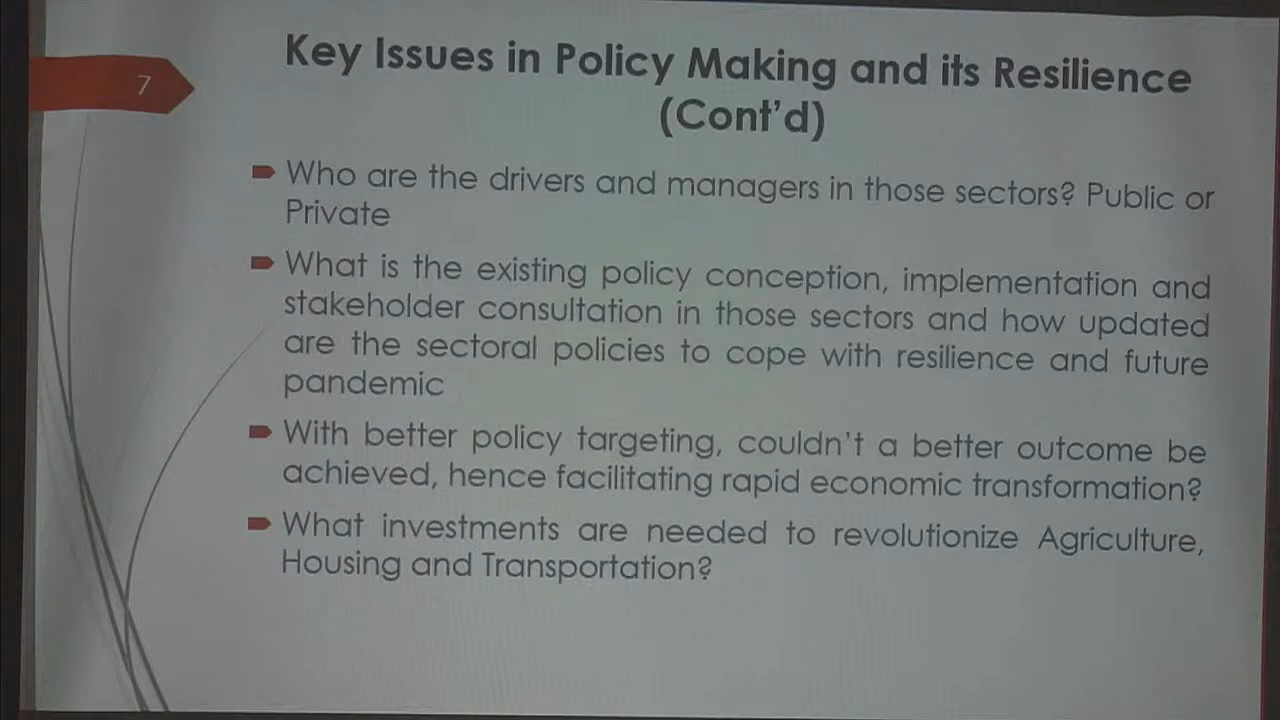 7
Key Issues in Policy Making and its Resilience
(Cont'd)
Who are the drivers and managers in those sectors? Public or
Private
What is the existing policy conception, implementation and
stakeholder consultation in those sectors and how updated
are the sectoral policies to cope with resilience and future
pandemic
With better policy targeting, couldn't a better outcome be
achieved, hence facilitating rapid economic transformation?
What investments are needed to revolutionize Agriculture,
Housing and Transportation?